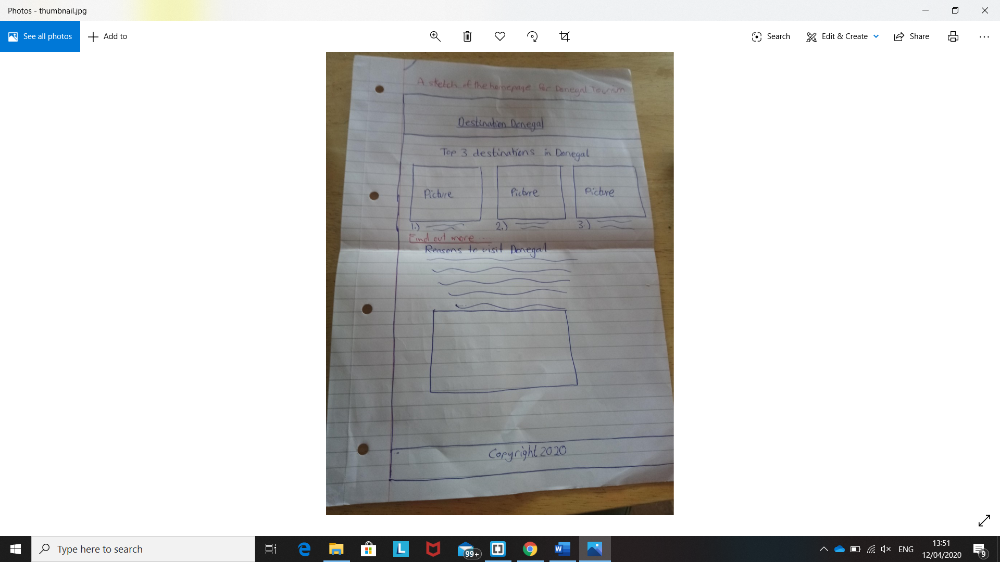 Photos - thumbnail.jpg
See all photos
Add to
Search
Edit & Create
Share
A sketch of the homepage for Donegal Tourism
Destination Donegal
Top 3 destinations in Donegal
Picture
Picture
Picture
1.)
2.)
3.)
Find out more .....
Reasons to visit Donegal
Copyright 2020
Type here to search
L
99+
W
ENG
13:51
12/04/2020
9